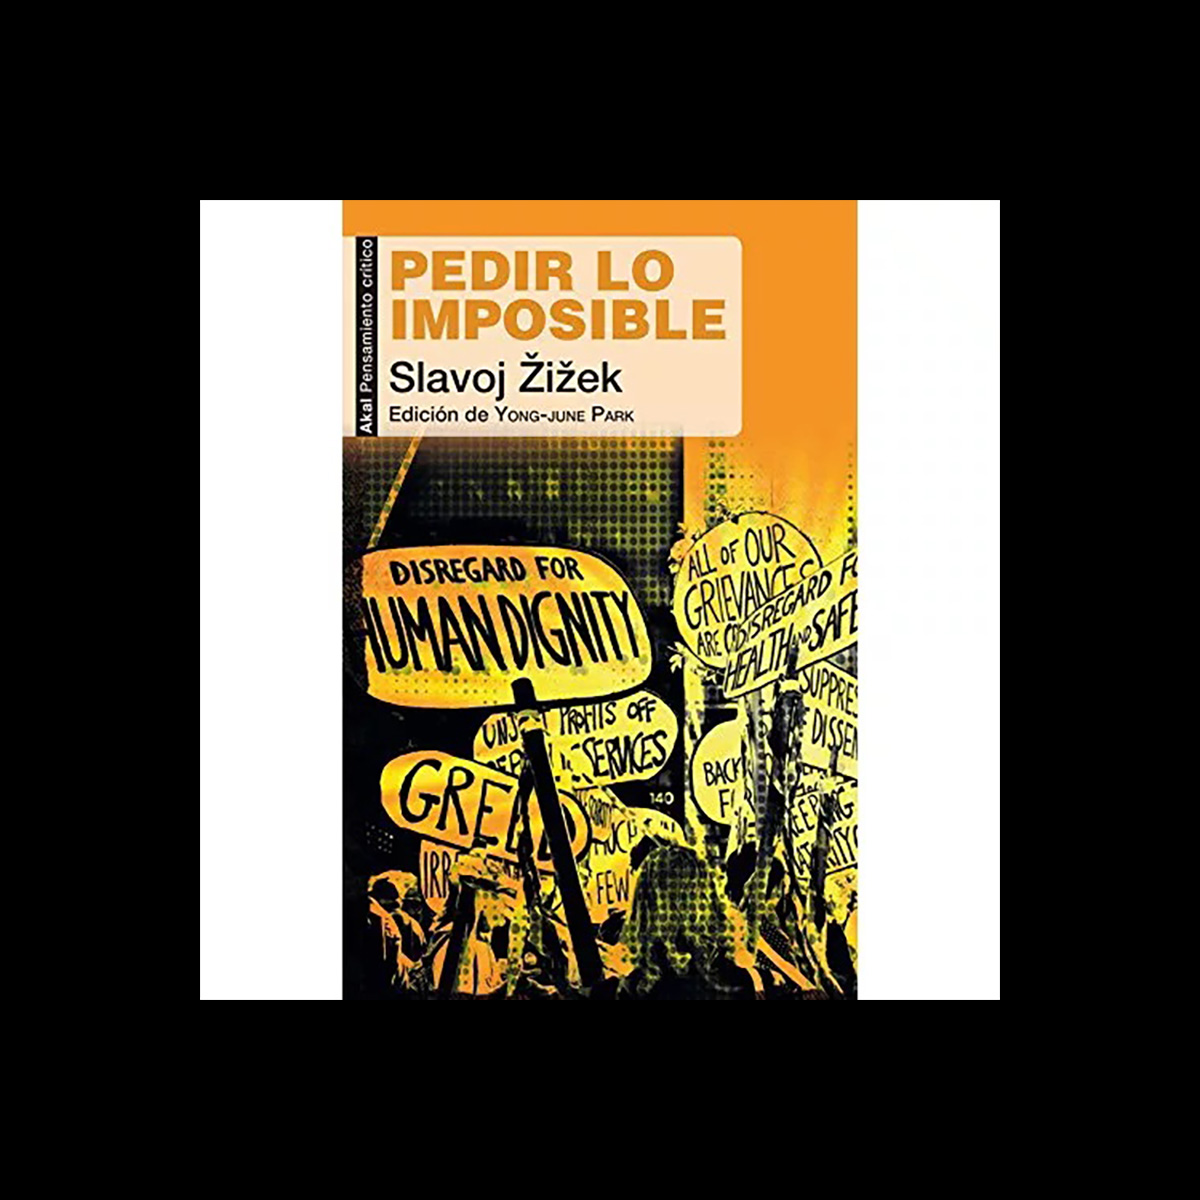 Akal Pensamiento crítico
PEDIR LO
IMPOSIBLE
Slavoj Žižek
Edición de YONG-JUNE PARK
DISREGARD FOR
HUMAN DIGNITY
ALL OF OUR
GRIEVANCES
ARE
DISREGARD
HEALTH AND SAFE
SUPPRES
DISSEN
PROFITS OFF
SERVICES
GREED
BACK
140
IRR
FEW